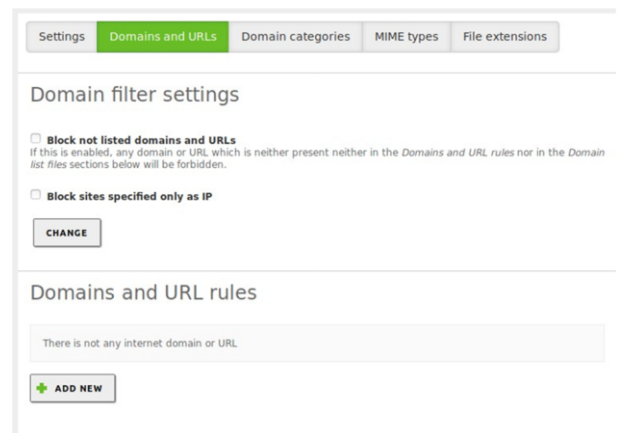 Settings Domains and URLs Domain categories MIME types File extensions
Domain filter settings
Block not listed domains and URLs
If this is enabled, any domain or URL which is neither present neither in the Domains and URL rules nor in the Domain
list files sections below will be forbidden.
Block sites specified only as IP
CHANGE
Domains and URL rules
There is not any internet domain or URL
ADD NEW